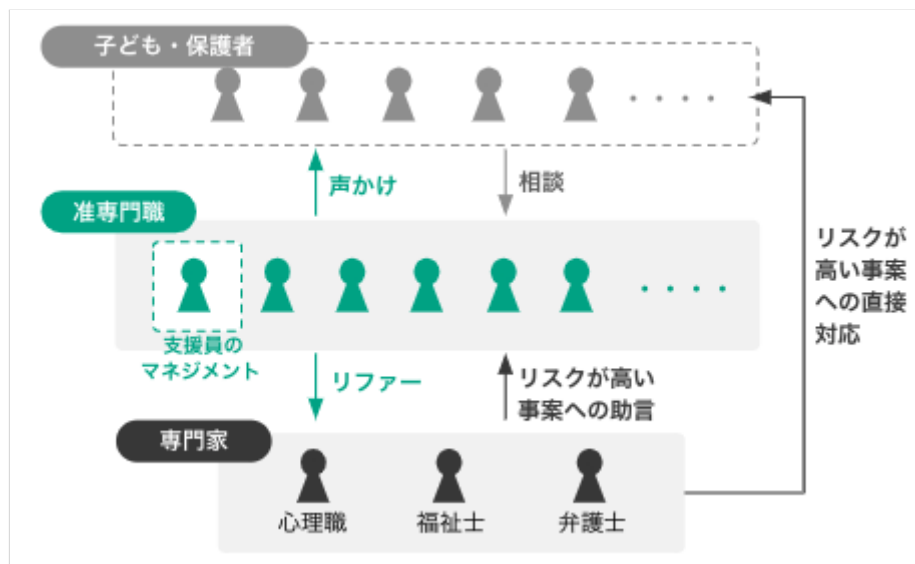 子ども・保護者
声かけ
相談
准専門職
リスクが
高い事案
への直接
対応
支援員の
マネジメント
リファー
リスクが高い
事案への助言
専門家
心理職
福祉士
弁護士